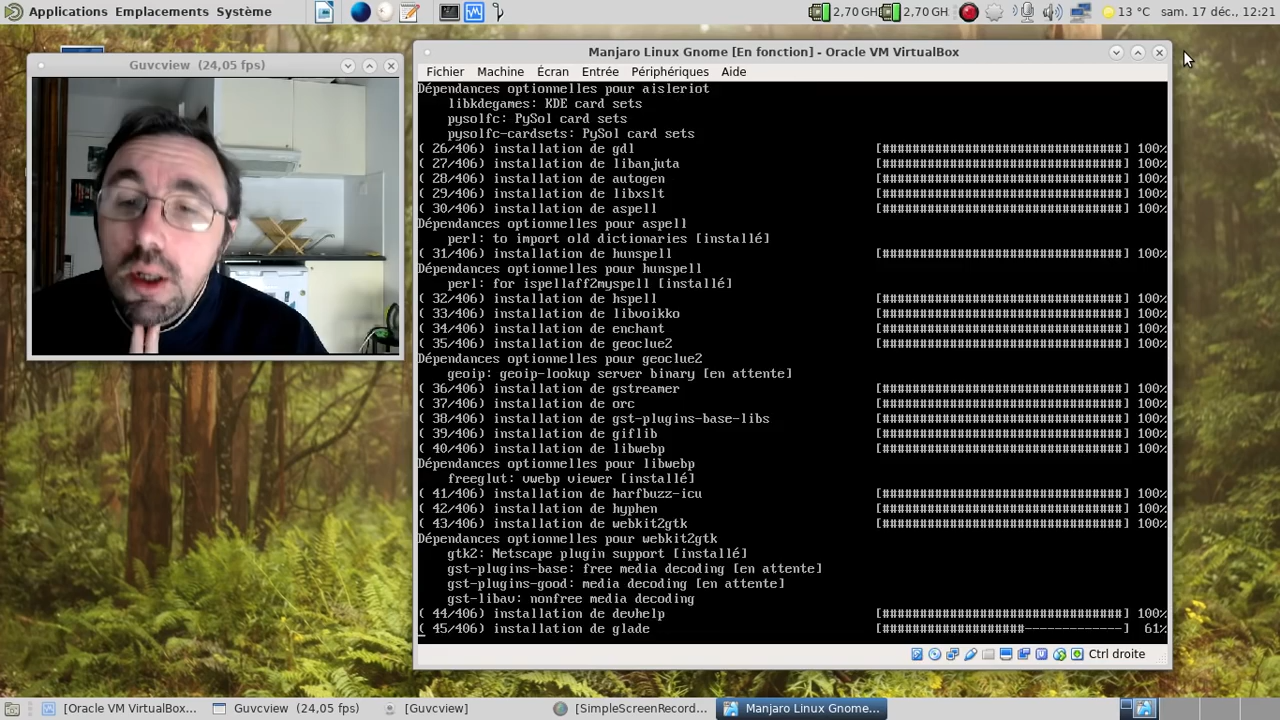 Applications Emplacements Système
2,70 GH 2,70 GH 13 °C sam. 17 déc., 12:21
Guvcview (24,05 fps)
Manjaro Linux Gnome [En fonction] - Oracle VM VirtualBox
Fichier Machine Écran Entrée Périphériques Aide
Dépendances optionnelles pour aisleriot
libkdegames: KDE card sets
pysolfc: PySol card sets
pysolfc-cardsets: PySol card sets
( 26/406) installation de gdl [################################] 100%
( 27/406) installation de libanjuta [################################] 100%
( 28/406) installation de autogen [################################] 100%
( 29/406) installation de libxslt [################################] 100%
( 30/406) installation de aspell [################################] 100%
Dépendances optionnelles pour aspell
perl: to import old dictionaries [installé]
( 31/406) installation de hunspell [################################] 100%
Dépendances optionnelles pour hunspell
perl: for ispellaff2myspell [installé]
( 32/406) installation de hspell [################################] 100%
( 33/406) installation de libvoikko [################################] 100%
( 34/406) installation de enchant [################################] 100%
( 35/406) installation de geoclue2 [################################] 100%
Dépendances optionnelles pour geoclue2
geoip: geoip-lookup server binary [en attente]
( 36/406) installation de gstreamer [################################] 100%
( 37/406) installation de orc [################################] 100%
( 38/406) installation de gst-plugins-base-libs [################################] 100%
( 39/406) installation de giflib [################################] 100%
( 40/406) installation de libwebp [################################] 100%
Dépendances optionnelles pour libwebp
freeglut: vwebp viewer [installé]
( 41/406) installation de harfbuzz-icu [################################] 100%
( 42/406) installation de hyphen [################################] 100%
( 43/406) installation de webkit2gtk [################################] 100%
Dépendances optionnelles pour webkit2gtk
gtk2: Netscape plugin support [installé]
gst-plugins-base: free media decoding [en attente]
gst-plugins-good: media decoding [en attente]
gst-libav: nonfree media decoding
( 44/406) installation de devhelp [################################] 100%
( 45/406) installation de glade [###################-------------] 61%
Ctrl droite
[Oracle VM VirtualBox... Guvcview (24,05 fps) [Guvcview] [SimpleScreenRecord... Manjaro Linux Gnome...